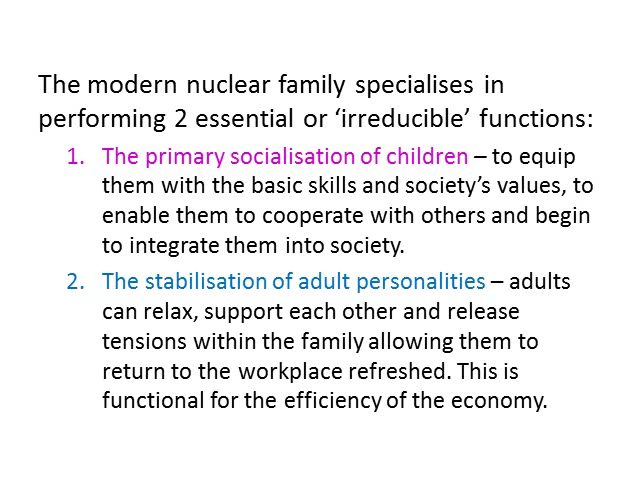 The modern nuclear family specialises in
performing 2 essential or ‘irreducible’ functions:
1. The primary socialisation of children – to equip
them with the basic skills and society’s values, to
enable them to cooperate with others and begin
to integrate them into society.
2. The stabilisation of adult personalities – adults
can relax, support each other and release
tensions within the family allowing them to
return to the workplace refreshed. This is
functional for the efficiency of the economy.